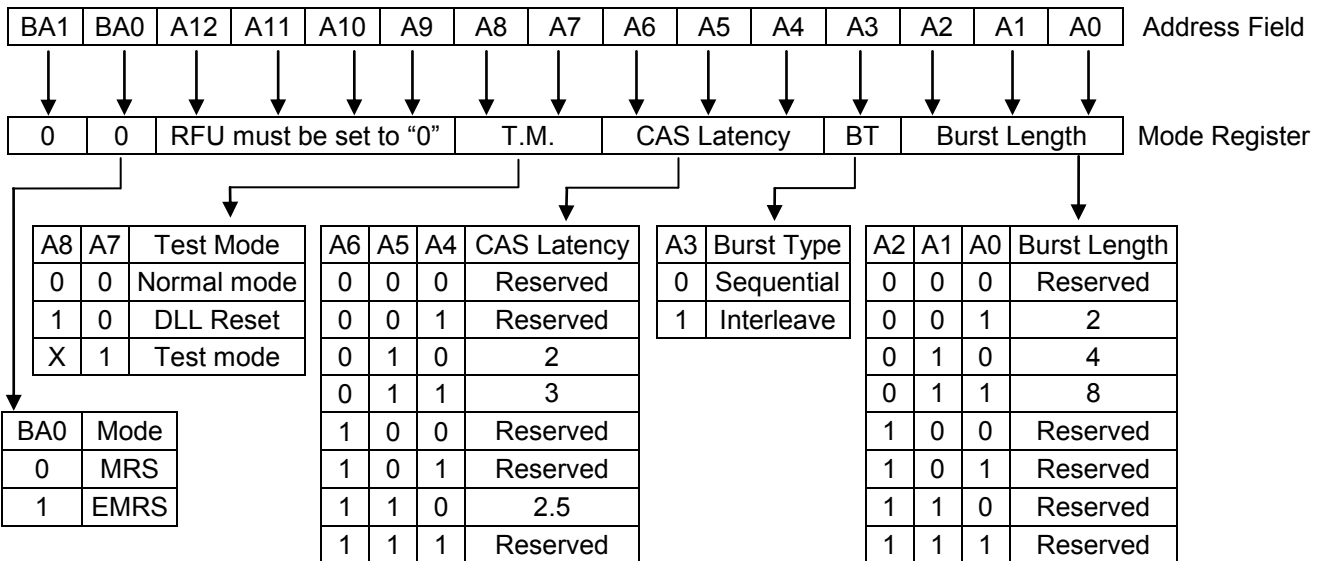 BA1 BA0 A12 A11 A10 A9 A8 A7 A6 A5 A4 A3 A2 A1 A0 Address Field
0 0 RFU must be set to “0” T.M. CAS Latency BT Burst Length Mode Register
A8 A7 Test Mode
0 0 Normal mode
1 0 DLL Reset
X 1 Test mode
A6 A5 A4 CAS Latency
0 0 0 Reserved
0 0 1 Reserved
0 1 0 2
0 1 1 3
1 0 0 Reserved
1 0 1 Reserved
1 1 0 2.5
1 1 1 Reserved
A3 Burst Type
0 Sequential
1 Interleave
A2 A1 A0 Burst Length
0 0 0 Reserved
0 0 1 2
0 1 0 4
0 1 1 8
1 0 0 Reserved
1 0 1 Reserved
1 1 0 Reserved
1 1 1 Reserved
BA0 Mode
0 MRS
1 EMRS